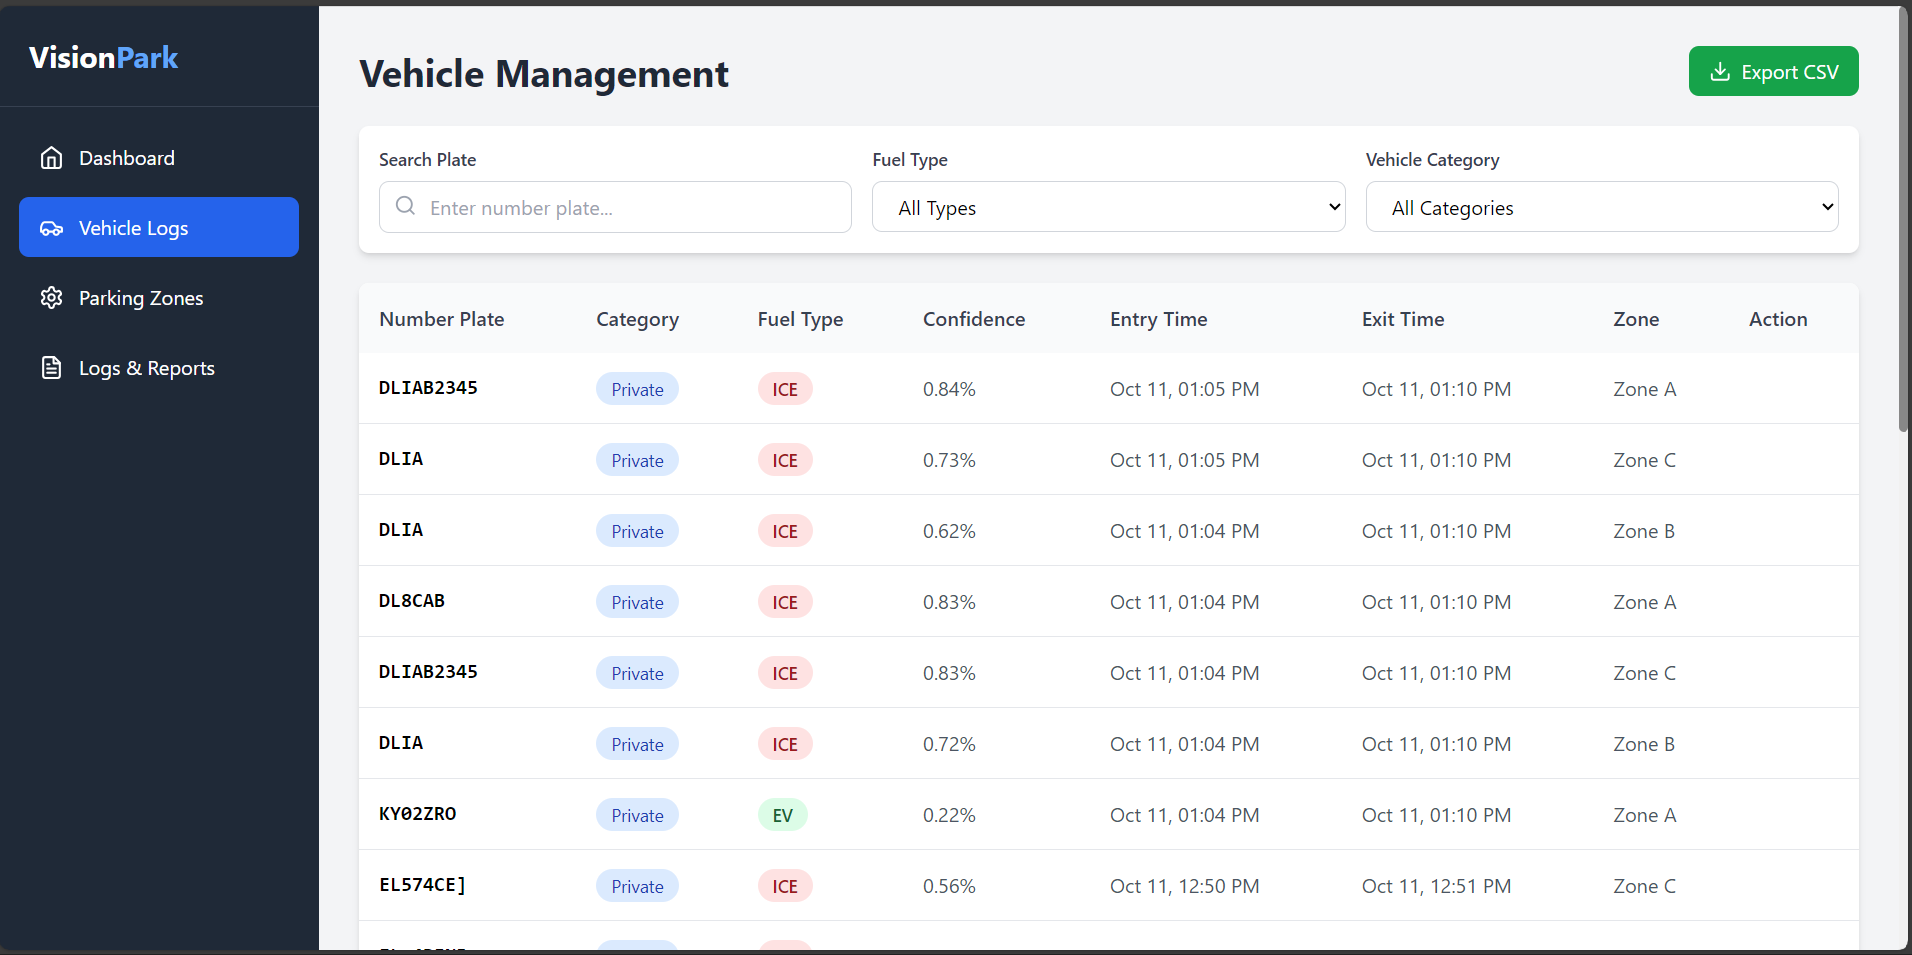 VisionPark
Dashboard
Vehicle Logs
Parking Zones
Logs & Reports
Vehicle Management
Export CSV
Search Plate Fuel Type Vehicle Category
Enter number plate... All Types All Categories
Number Plate Category Fuel Type Confidence Entry Time Exit Time Zone Action
DLIAB2345 Private ICE 0.84% Oct 11, 01:05 PM Oct 11, 01:10 PM Zone A
DLIA Private ICE 0.73% Oct 11, 01:05 PM Oct 11, 01:10 PM Zone C
DLIA Private ICE 0.62% Oct 11, 01:04 PM Oct 11, 01:10 PM Zone B
DL8CAB Private ICE 0.83% Oct 11, 01:04 PM Oct 11, 01:10 PM Zone A
DLIAB2345 Private ICE 0.83% Oct 11, 01:04 PM Oct 11, 01:10 PM Zone C
DLIA Private ICE 0.72% Oct 11, 01:04 PM Oct 11, 01:10 PM Zone B
KY02ZRO Private EV 0.22% Oct 11, 01:04 PM Oct 11, 01:10 PM Zone A
EL574CE] Private ICE 0.56% Oct 11, 12:50 PM Oct 11, 12:51 PM Zone C